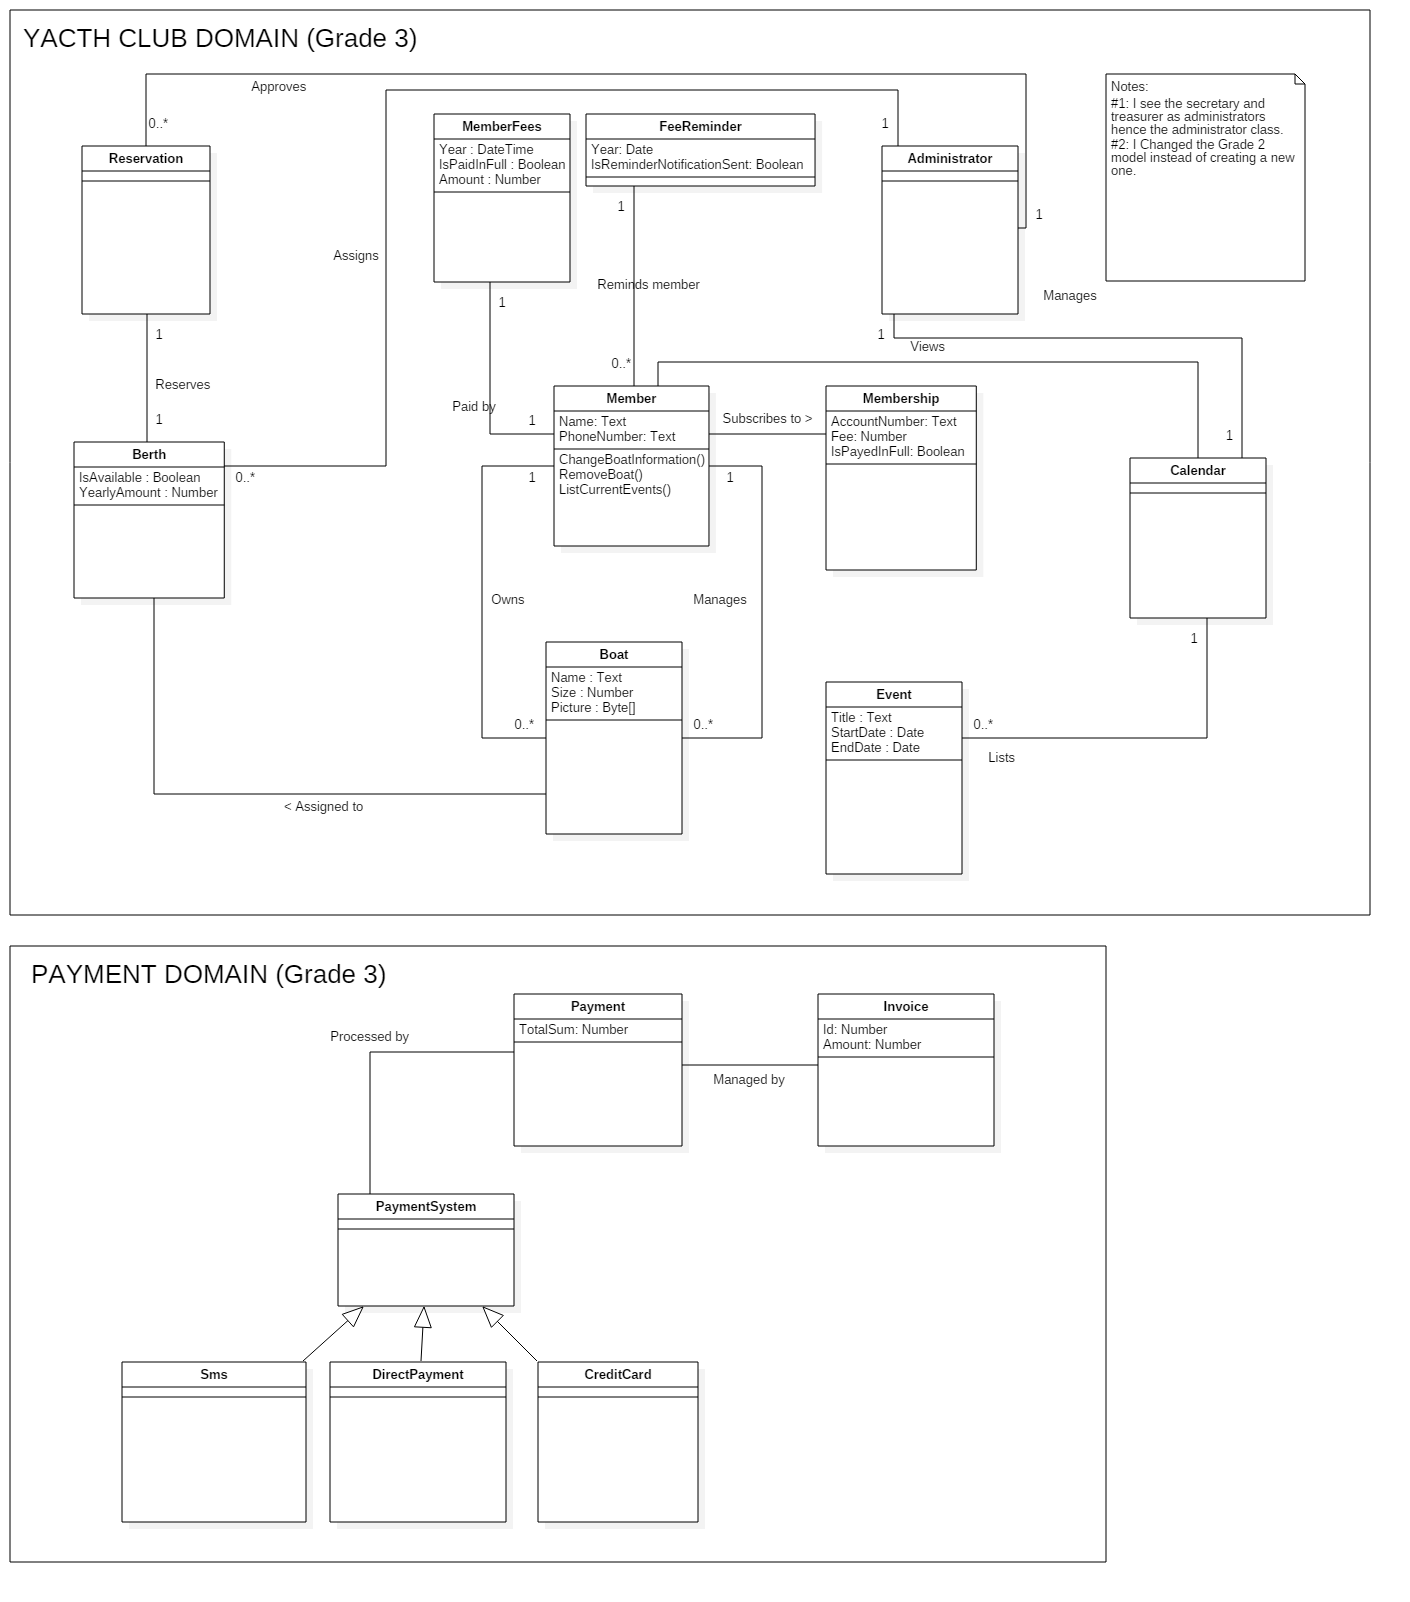 YACTH CLUB DOMAIN (Grade 3)
Approves
0..*
Reservation
1
Reserves
1
Berth
IsAvailable : Boolean
YearlyAmount : Number
0..*
Assigns
MemberFees
Year : DateTime
IsPaidInFull : Boolean
Amount : Number
1
Paid by
1
FeeReminder
Year: Date
IsReminderNotificationSent: Boolean
1
Reminds member
0..*
1
Administrator
1
Manages
1
Views
Notes:
#1: I see the secretary and
treasurer as administrators
hence the administrator class.
#2: I Changed the Grade 2
model instead of creating a new
one.
Member
Name: Text
PhoneNumber: Text
ChangeBoatInformation()
RemoveBoat()
ListCurrentEvents()
Subscribes to >
Membership
AccountNumber: Text
Fee: Number
IsPayedInFull: Boolean
1
Calendar
1
1
1
Owns
Manages
Boat
Name : Text
Size : Number
Picture : Byte[]
0..*
0..*
Event
Title : Text
StartDate : Date
EndDate : Date
0..*
Lists
< Assigned to
PAYMENT DOMAIN (Grade 3)
Processed by
Payment
TotalSum: Number
Managed by
Invoice
Id: Number
Amount: Number
PaymentSystem
Sms
DirectPayment
CreditCard